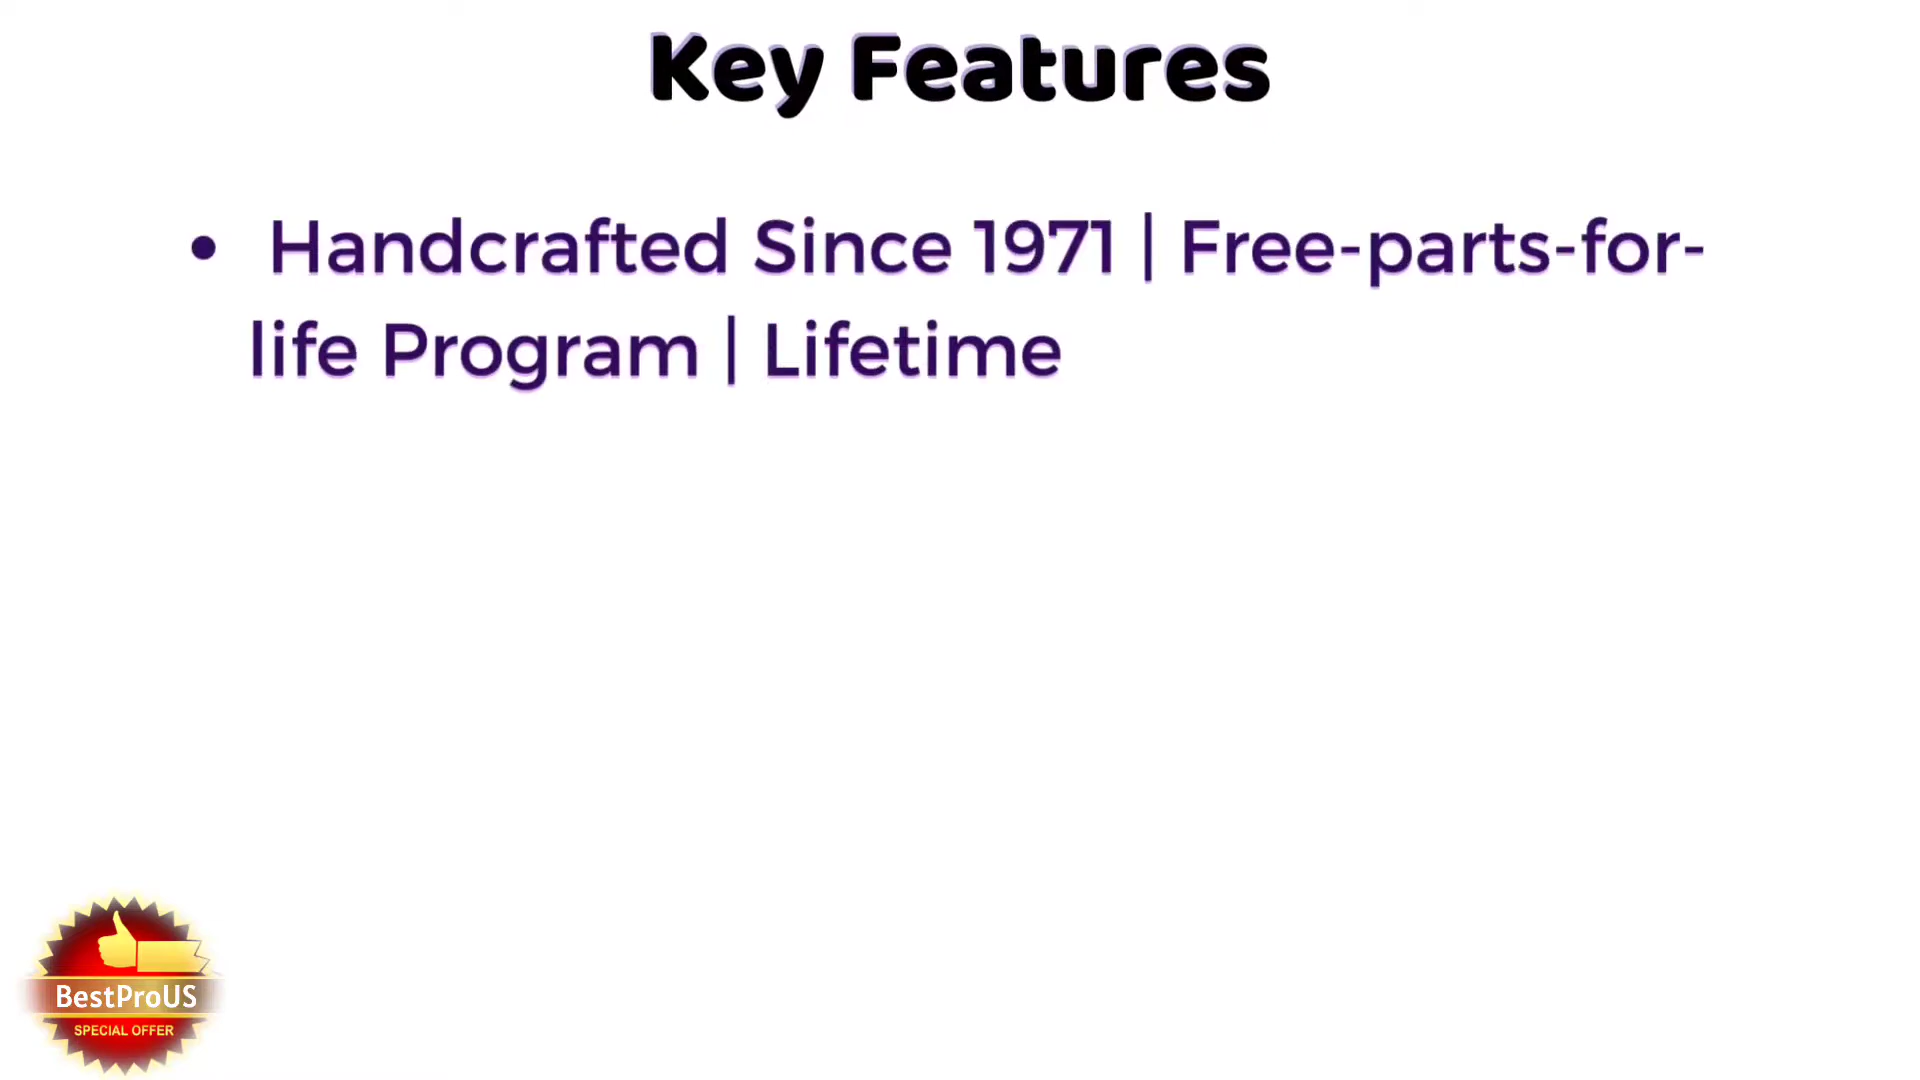 Key Features
• Handcrafted Since 1971 | Free-parts-for-
life Program | Lifetime
BestProUS
SPECIAL OFFER